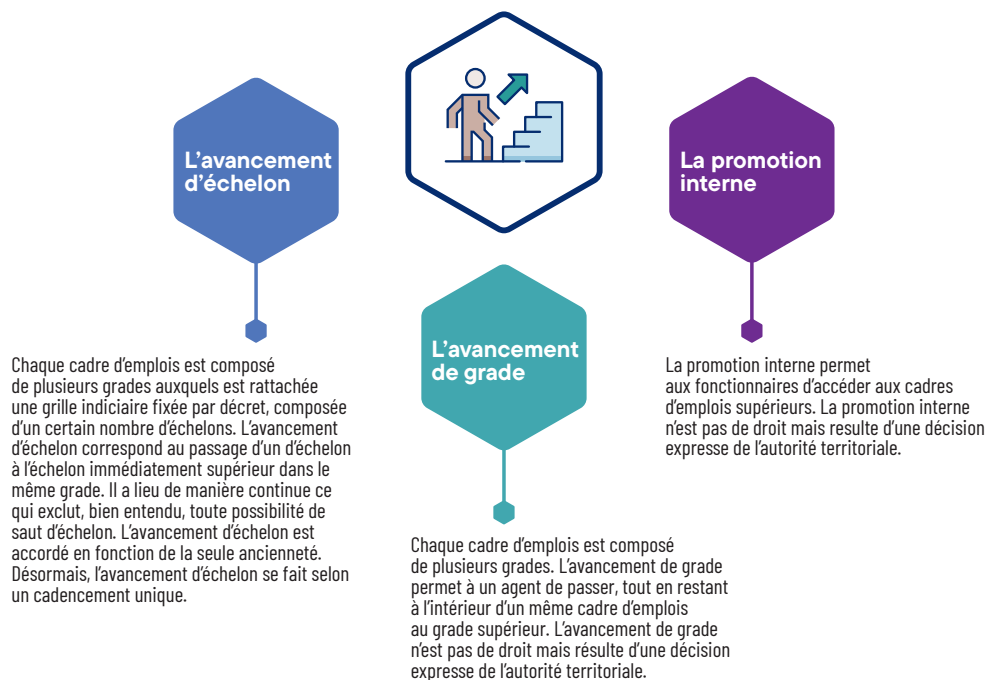 L'avancement
d'échelon
Chaque cadre d'emplois est composé
de plusieurs grades auxquels est rattachée
une grille indiciaire fixée par décret, composée
d'un certain nombre d'échelons. L'avancement
d'échelon correspond au passage d'un d'échelon
à l'échelon immédiatement supérieur dans le
même grade. Il a lieu de manière continue ce
qui exclut, bien entendu, toute possibilité de
saut d'échelon. L'avancement d'échelon est
accordé en fonction de la seule ancienneté.
Désormais, l'avancement d'échelon se fait selon
un cadencement unique.
L'avancement
de grade
Chaque cadre d'emplois est composé
de plusieurs grades. L'avancement de grade
permet à un agent de passer, tout en restant
à l'intérieur d'un même cadre d'emplois
au grade supérieur. L'avancement de grade
n'est pas de droit mais résulte d'une décision
expresse de l'autorité territoriale.
La promotion
interne
La promotion interne permet
aux fonctionnaires d'accéder aux cadres
d'emplois supérieurs. La promotion interne
n'est pas de droit mais resulte d'une décision
expresse de l'autorité territoriale.